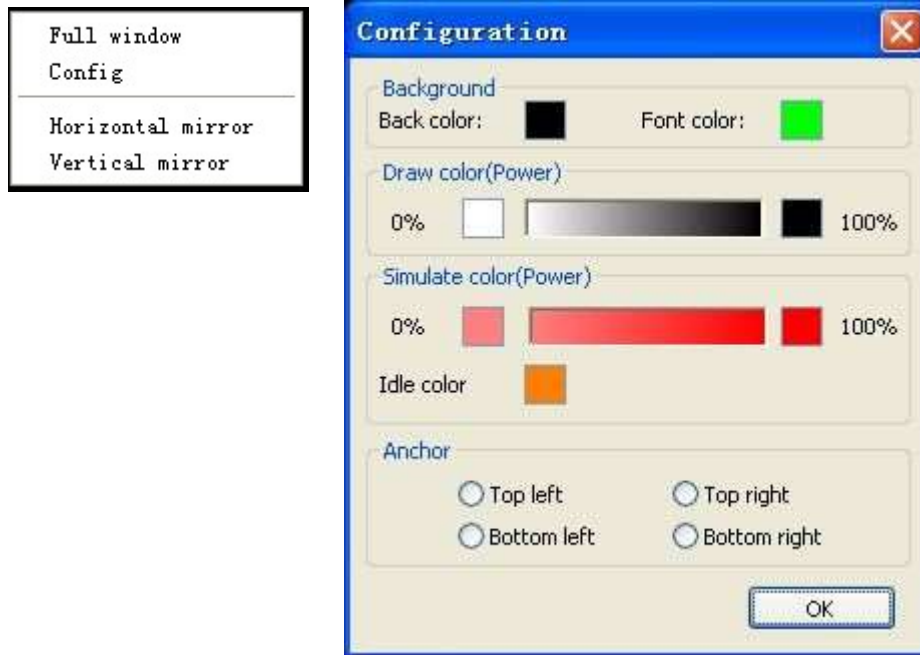 Full window
Config
Horizontal mirror
Vertical mirror
Configuration
Background
Back color: Font color:
Draw color(Power)
0% 100%
Simulate color(Power)
0% 100%
Idle color
Anchor
Top left Top right
Bottom left Bottom right
OK